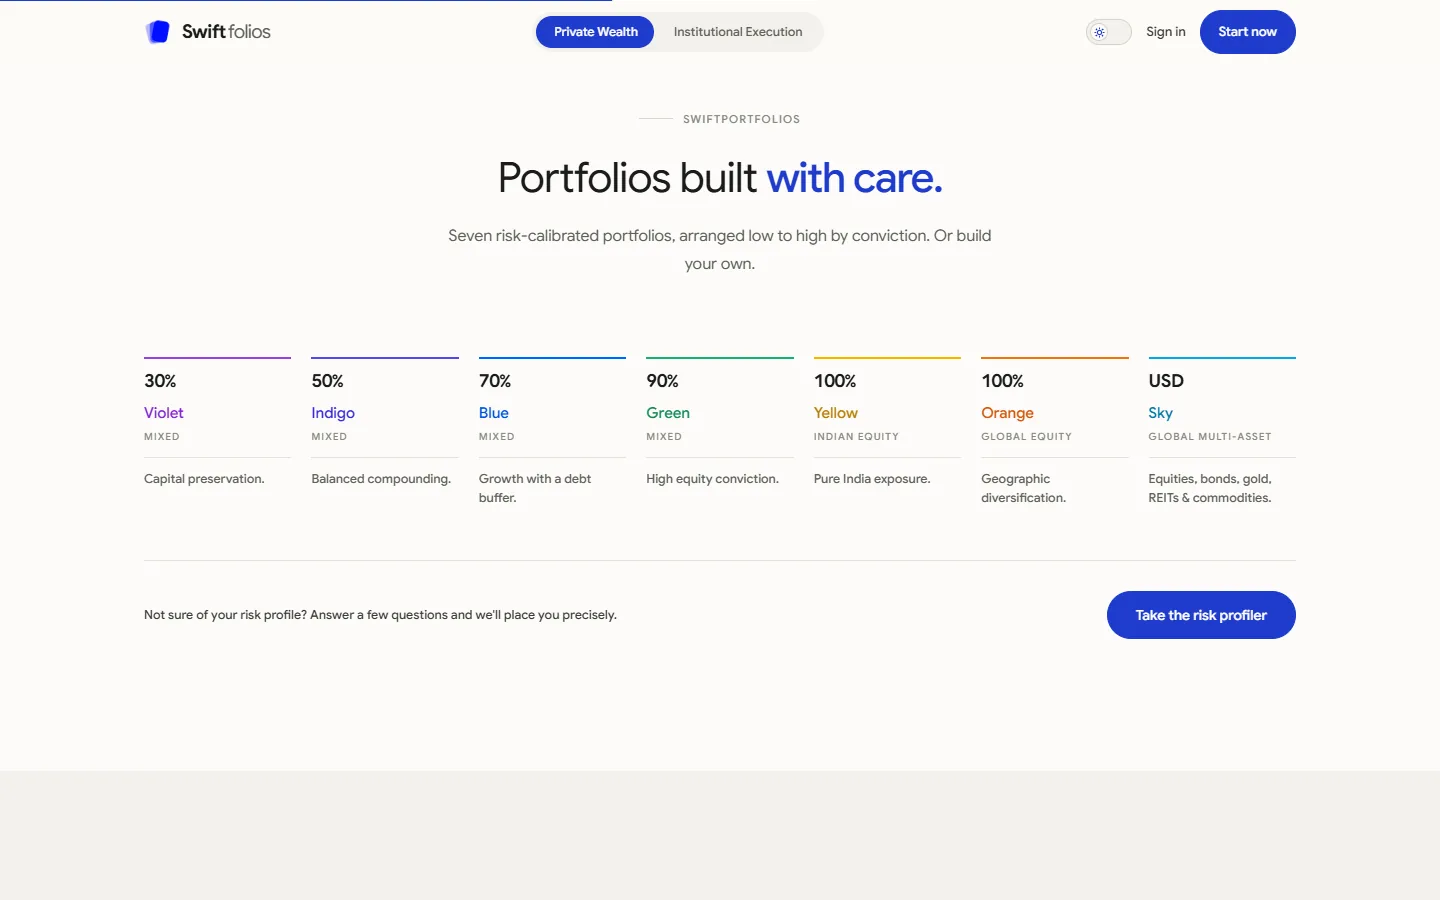 Swiftfolios
Private Wealth
Institutional Execution
Sign in
Start now
SWIFTPORTFOLIOS
Portfolios built with care.
Seven risk-calibrated portfolios, arranged low to high by conviction. Or build
your own.
30%
Violet
MIXED
Capital preservation.
50%
Indigo
MIXED
Balanced compounding.
70%
Blue
MIXED
Growth with a debt
buffer.
90%
Green
MIXED
High equity conviction.
100%
Yellow
INDIAN EQUITY
Pure India exposure.
100%
Orange
GLOBAL EQUITY
Geographic
diversification.
USD
Sky
GLOBAL MULTI-ASSET
Equities, bonds, gold,
REITs & commodities.
Not sure of your risk profile? Answer a few questions and we'll place you precisely.
Take the risk profiler